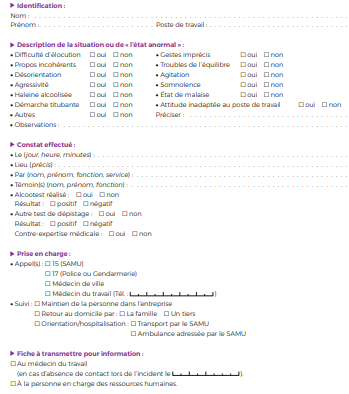 ▶ Identification :
Nom :
Prénom : Poste de travail :
▶ Description de la situation ou de « l'état anormal » :
• Difficulté d'élocution ☐ oui ☐ non • Gestes imprécis ☐ oui ☐ non
• Propos incohérents ☐ oui ☐ non • Troubles de l'équilibre ☐ oui ☐ non
• Désorientation ☐ oui ☐ non • Agitation ☐ oui ☐ non
• Agressivité ☐ oui ☐ non • Somnolence ☐ oui ☐ non
• Haleine alcoolisée ☐ oui ☐ non • État de malaise ☐ oui ☐ non
• Démarche titubante ☐ oui ☐ non • Attitude inadaptée au poste de travail ☐ oui ☐ non
• Autres ☐ oui ☐ non Préciser :
• Observations :
▶ Constat effectué :
• Le (jour, heure, minutes) :
• Lieu (précis) :
• Par (nom, prénom, fonction, service) :
• Témoin(s) (nom, prénom, fonction) :
• Alcootest réalisé : ☐ oui ☐ non
Résultat : ☐ positif ☐ négatif
• Autre test de dépistage : ☐ oui ☐ non
Résultat : ☐ positif ☐ négatif
Contre-expertise médicale : ☐ oui ☐ non
▶ Prise en charge :
• Appel(s) : ☐ 15 (SAMU)
☐ 17 (Police ou Gendarmerie)
☐ Médecin de ville
☐ Médecin du travail (Tél. : )
• Suivi : ☐ Maintien de la personne dans l'entreprise
☐ Retour au domicile par : ☐ La famille ☐ Un tiers
☐ Orientation/hospitalisation : ☐ Transport par le SAMU
☐ Ambulance adressée par le SAMU
▶ Fiche à transmettre pour information :
☐ Au médecin du travail
(en cas d'absence de contact lors de l'incident le ).
☐ À la personne en charge des ressources humaines.